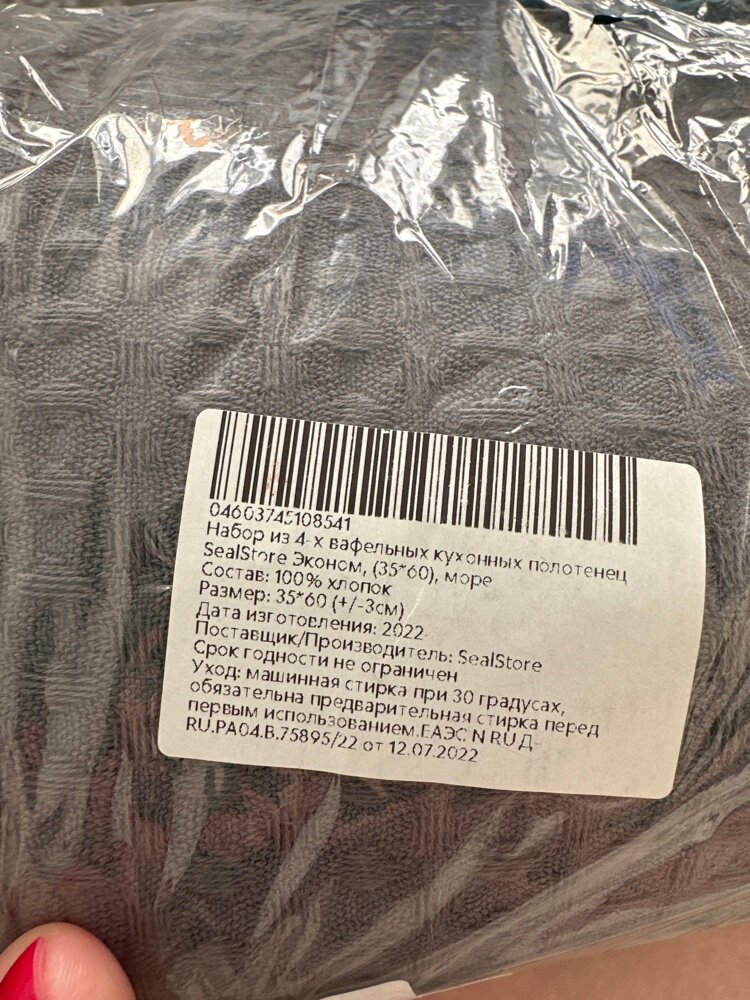 04603745108541
Набор из 4-х вафельных кухонных полотенец
SealStore Эконом, (35*60), море
Состав: 100% хлопок
Размер: 35*60 (+/-3см)
Дата изготовления: 2022
Поставщик/Производитель: SealStore
Срок годности не ограничен
Уход: машинная стирка при 30 градусах,
обязательна предварительная стирка перед
первым использованием.ЕАЭС N RU Д-
RU.РА04.В.75895/22 от 12.07.2022